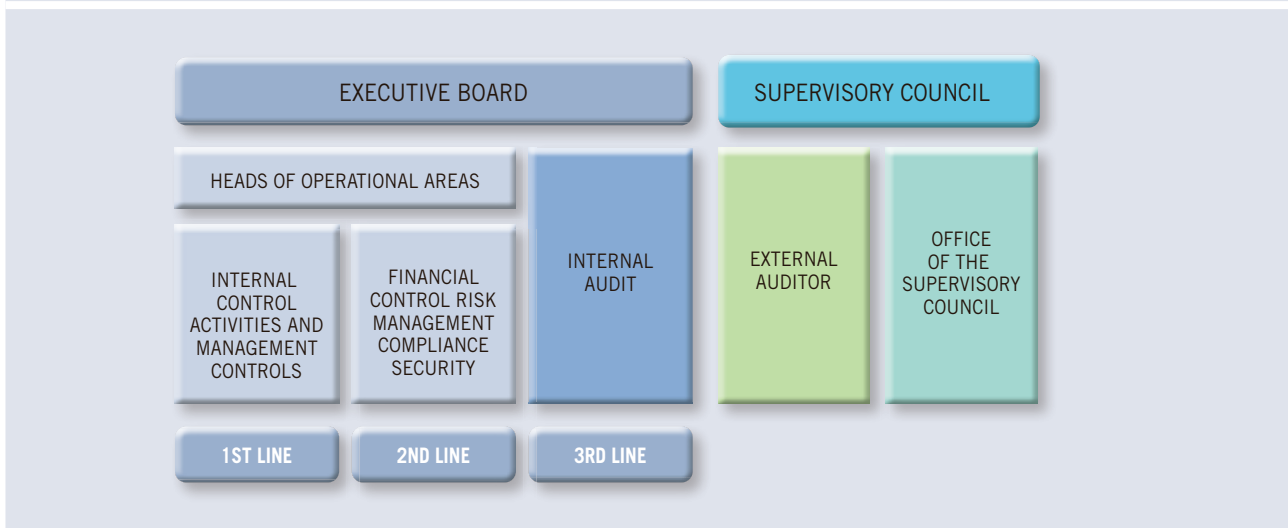 EXECUTIVE BOARD
SUPERVISORY COUNCIL
HEADS OF OPERATIONAL AREAS
INTERNAL
CONTROL
ACTIVITIES AND
MANAGEMENT
CONTROLS
FINANCIAL
CONTROL RISK
MANAGEMENT
COMPLIANCE
SECURITY
INTERNAL
AUDIT
EXTERNAL
AUDITOR
OFFICE
OF THE
SUPERVISORY
COUNCIL
1ST LINE
2ND LINE
3RD LINE